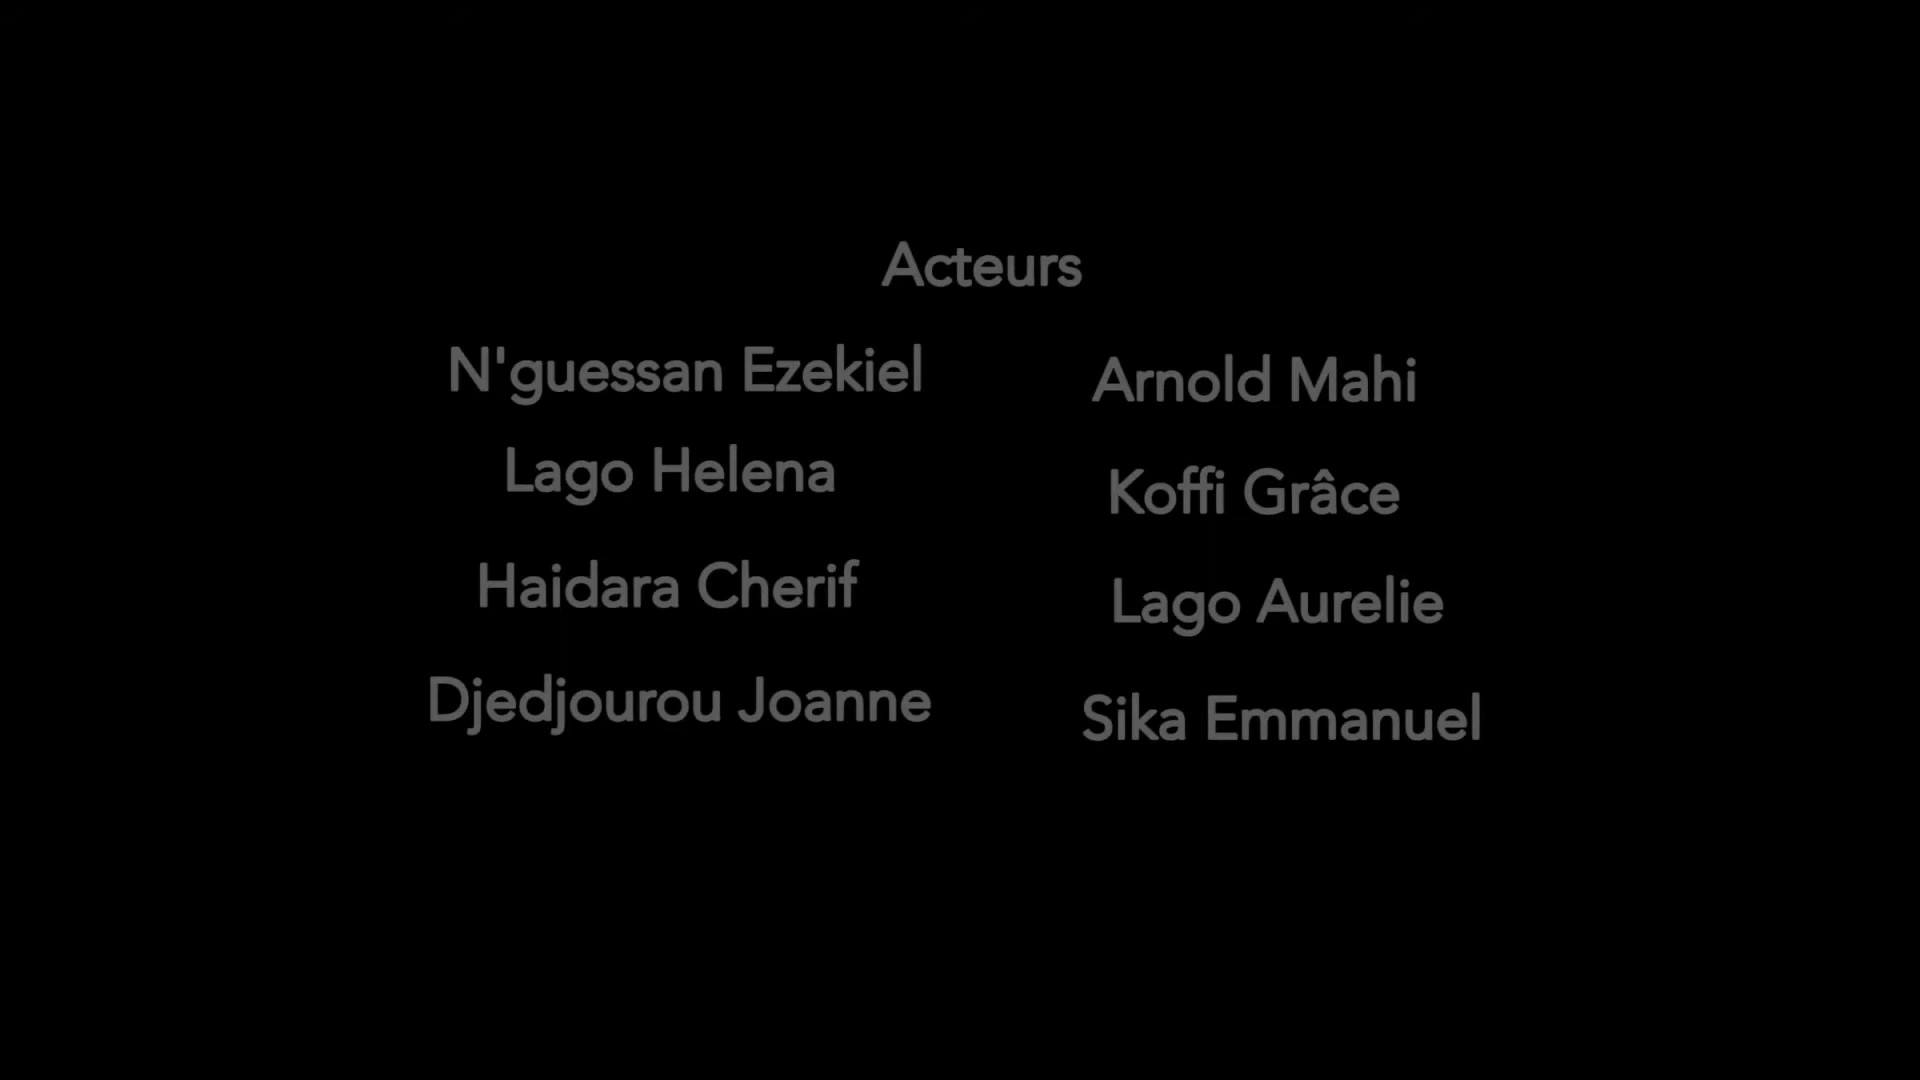 Acteurs
N'guessan Ezekiel
Arnold Mahi
Lago Helena
Koffi Grâce
Haidara Cherif
Lago Aurelie
Djedjourou Joanne
Sika Emmanuel